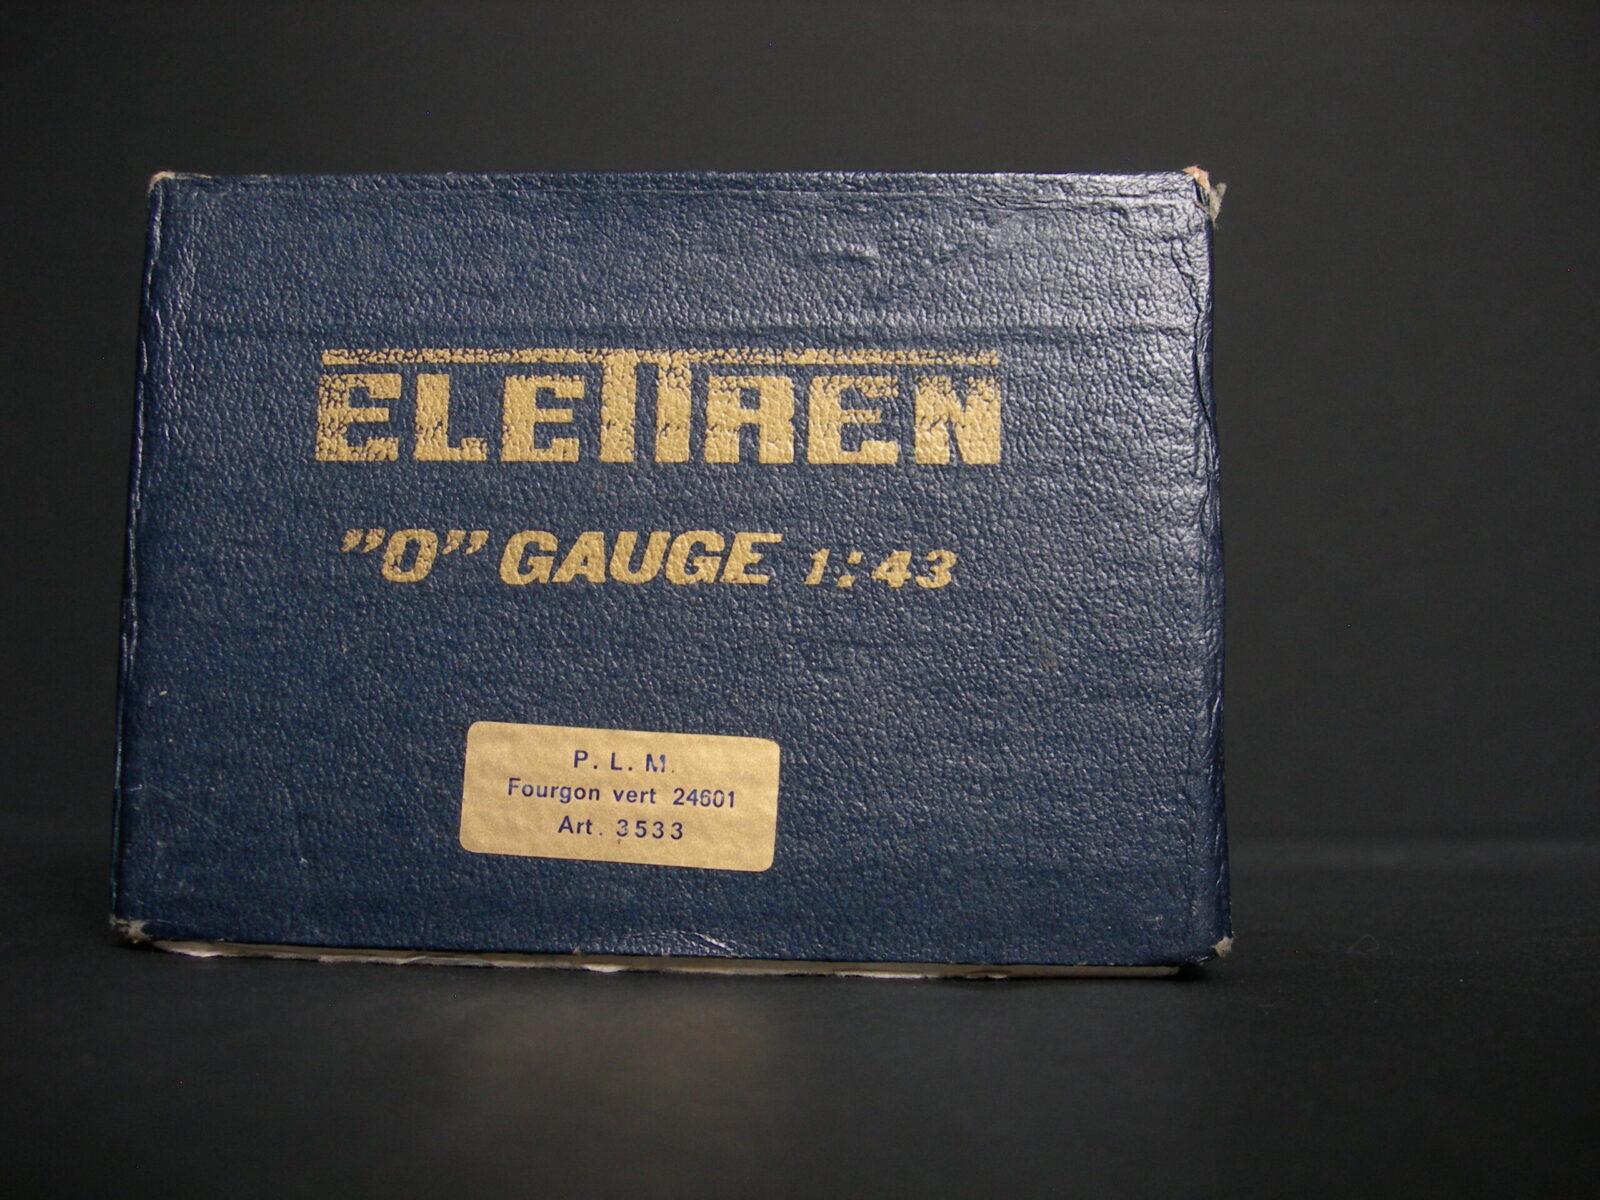 ELETTREN
"O" GAUGE 1:43
P. L. M.
Fourgon vert 24601
Art. 3533